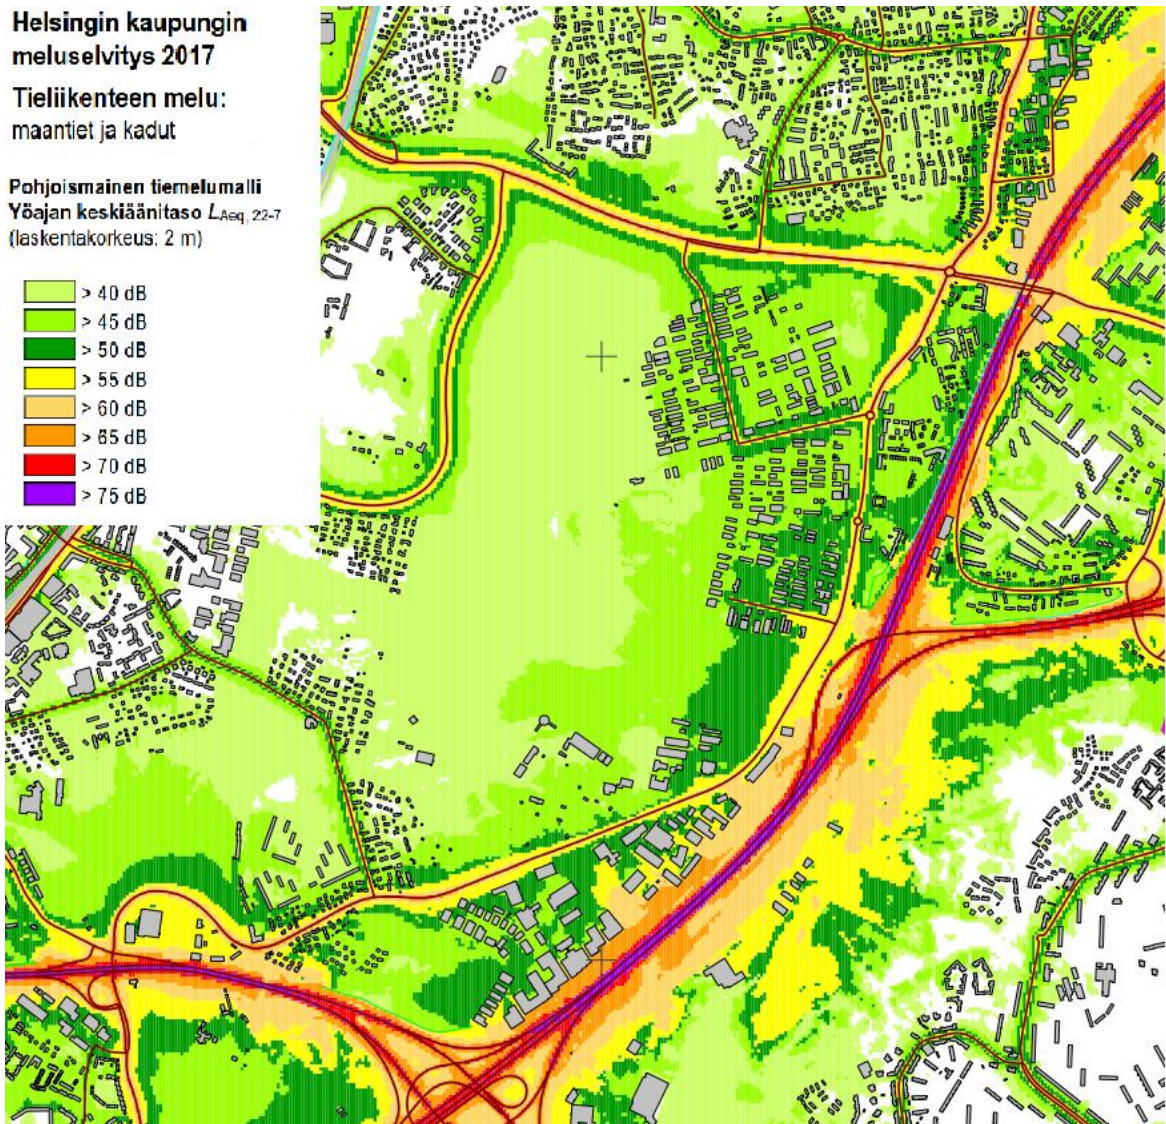 Helsingin kaupungin
meluselvitys 2017
Tieliikenteen melu:
maantiet ja kadut
Pohjoismainen tiemelumalli
Yöajan keskiäänitaso LAeq, 22-7
(laskentakorkeus: 2 m)
> 40 dB
> 45 dB
> 50 dB
> 55 dB
> 60 dB
> 65 dB
> 70 dB
> 75 dB